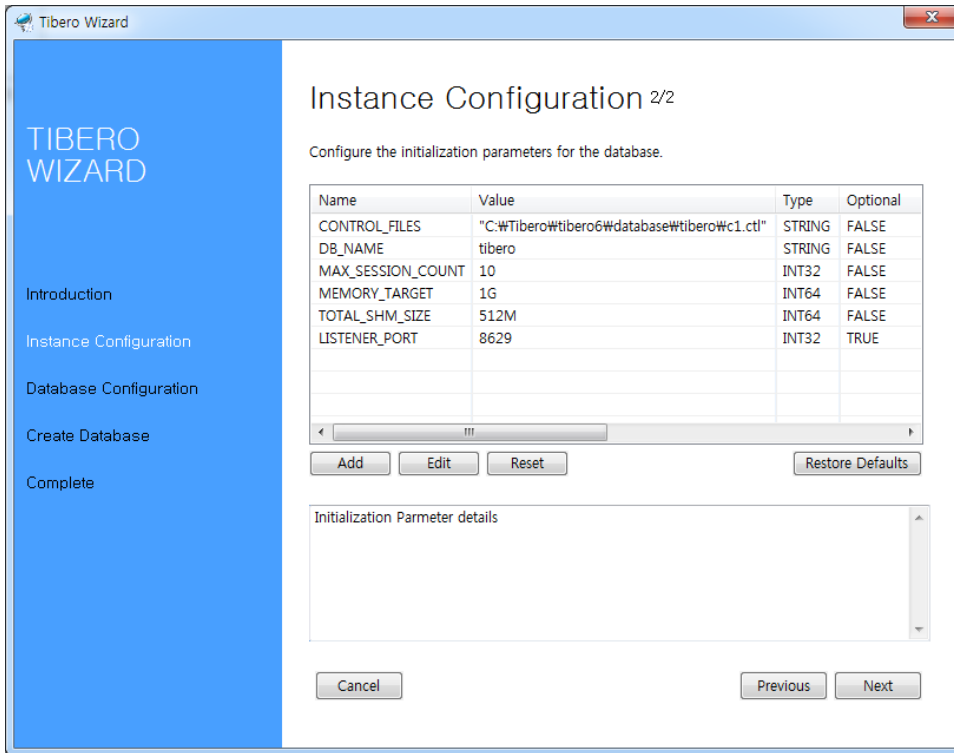 Tibero Wizard
TIBERO
WIZARD
Introduction
Instance Configuration
Database Configuration
Create Database
Complete
Instance Configuration 2/2
Configure the initialization parameters for the database.
Name Value Type Optional
CONTROL_FILES "C:₩Tibero₩tibero6₩database₩tibero₩c1.ctl" STRING FALSE
DB_NAME tibero STRING FALSE
MAX_SESSION_COUNT 10 INT32 FALSE
MEMORY_TARGET 1G INT64 FALSE
TOTAL_SHM_SIZE 512M INT64 FALSE
LISTENER_PORT 8629 INT32 TRUE
Add Edit Reset Restore Defaults
Initialization Parmeter details
Cancel Previous Next